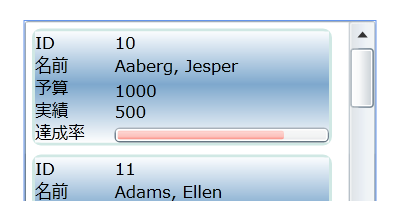 ID 10
名前 Aaberg, Jesper
予算 1000
実績 500
達成率
ID 11
名前 Adams, Ellen